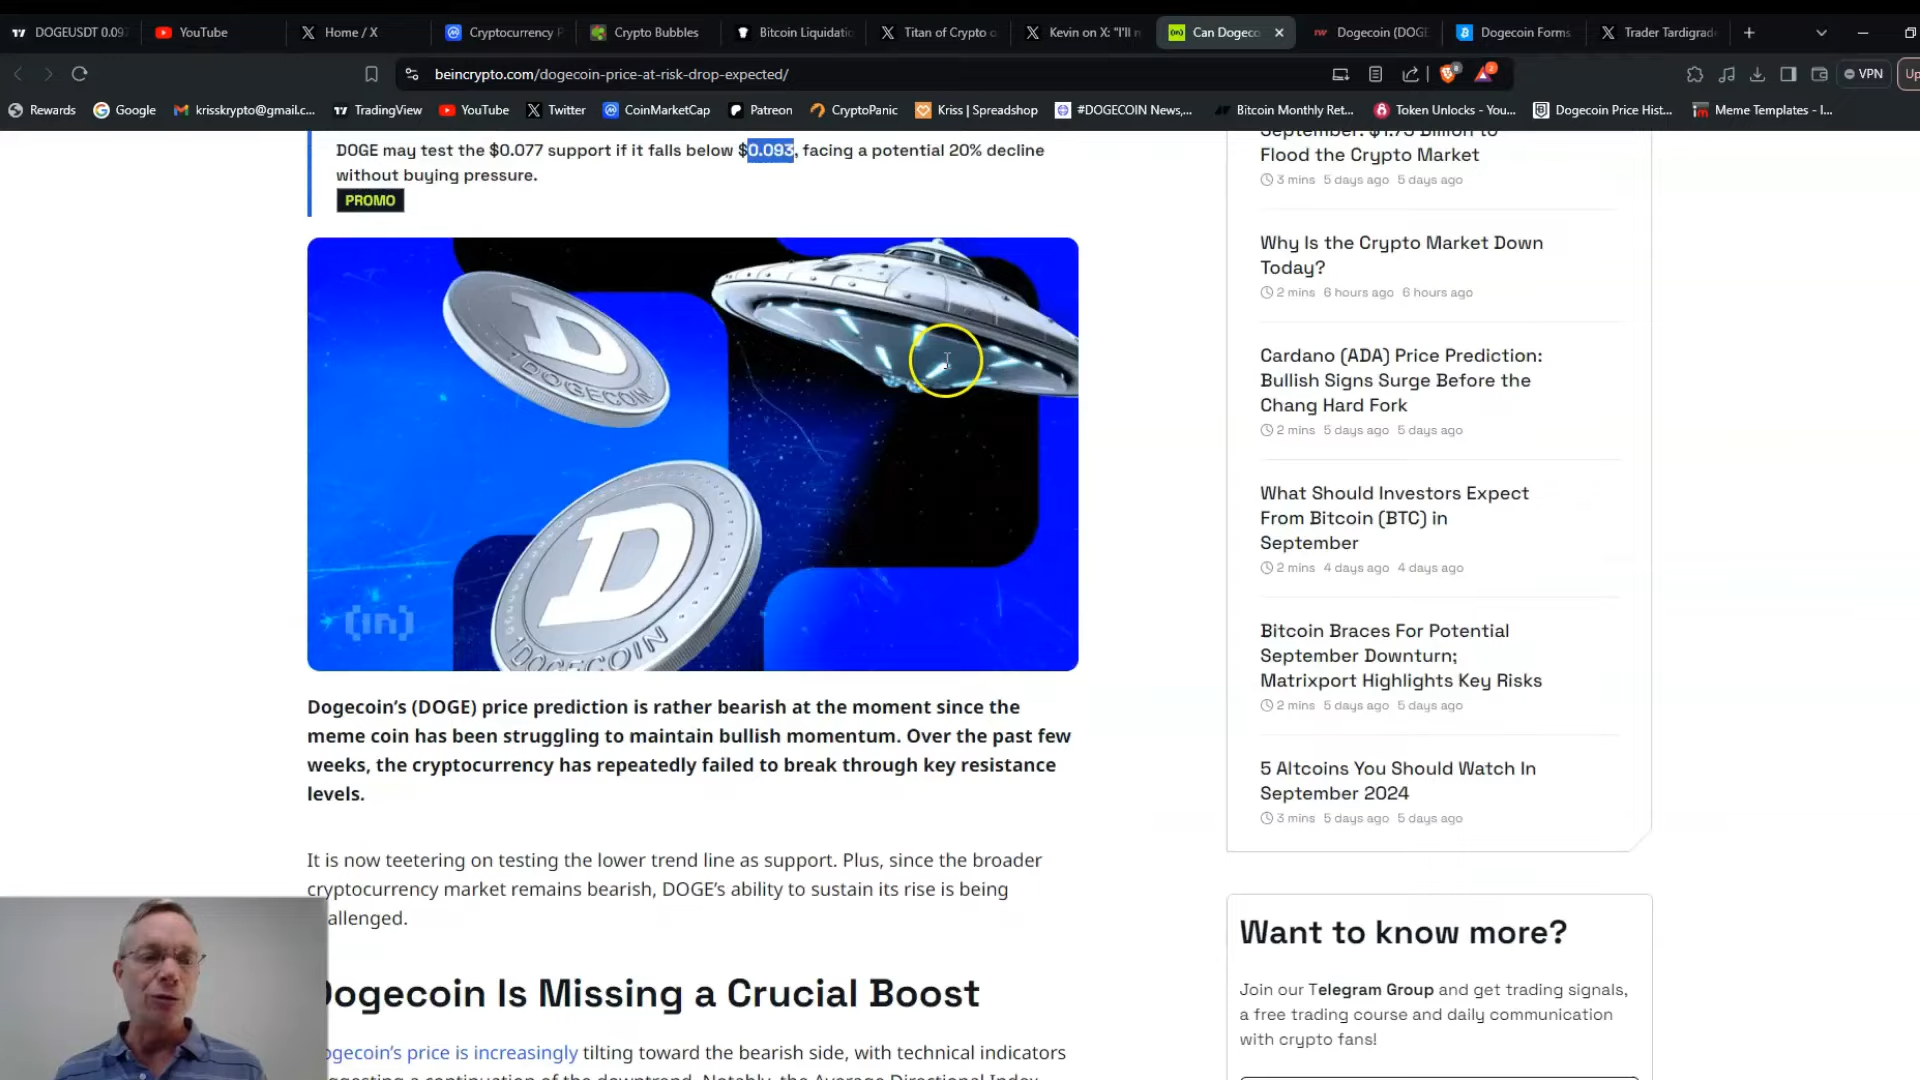 DOGEUSDT 0.09
YouTube
Home / X
Cryptocurrency P
Crypto Bubbles
Bitcoin Liquidatio
Titan of Crypto o
Kevin on X: "I'll n
Can Dogeco
Dogecoin (DOGE
Dogecoin Forms
Trader Tardigrad
beincrypto.com/dogecoin-price-at-risk-drop-expected/
VPN
Up
Rewards
Google
krisskrypto@gmail.c...
TradingView
YouTube
Twitter
CoinMarketCap
Patreon
CryptoPanic
Kriss | Spreadshop
#DOGECOIN News,...
Bitcoin Monthly Ret...
Token Unlocks - You...
Dogecoin Price Hist...
Meme Templates - I...
DOGE may test the $0.077 support if it falls below $0.093, facing a potential 20% decline
without buying pressure.
PROMO
1 DOGECOIN
D
1 DOGECOIN
D
(in)
Dogecoin's (DOGE) price prediction is rather bearish at the moment since the
meme coin has been struggling to maintain bullish momentum. Over the past few
weeks, the cryptocurrency has repeatedly failed to break through key resistance
levels.
It is now teetering on testing the lower trend line as support. Plus, since the broader
cryptocurrency market remains bearish, DOGE's ability to sustain its rise is being
allenged.
Dogecoin Is Missing a Crucial Boost
ogecoin's price is increasingly tilting toward the bearish side, with technical indicators
uggesting a continuation of the downtrend. Notably, the Average Directional Index
September: $1.75 Billion to
Flood the Crypto Market
3 mins 5 days ago 5 days ago
Why Is the Crypto Market Down
Today?
2 mins 6 hours ago 6 hours ago
Cardano (ADA) Price Prediction:
Bullish Signs Surge Before the
Chang Hard Fork
2 mins 5 days ago 5 days ago
What Should Investors Expect
From Bitcoin (BTC) in
September
2 mins 4 days ago 4 days ago
Bitcoin Braces For Potential
September Downturn;
Matrixport Highlights Key Risks
2 mins 5 days ago 5 days ago
5 Altcoins You Should Watch In
September 2024
3 mins 5 days ago 5 days ago
Want to know more?
Join our Telegram Group and get trading signals,
a free trading course and daily communication
with crypto fans!